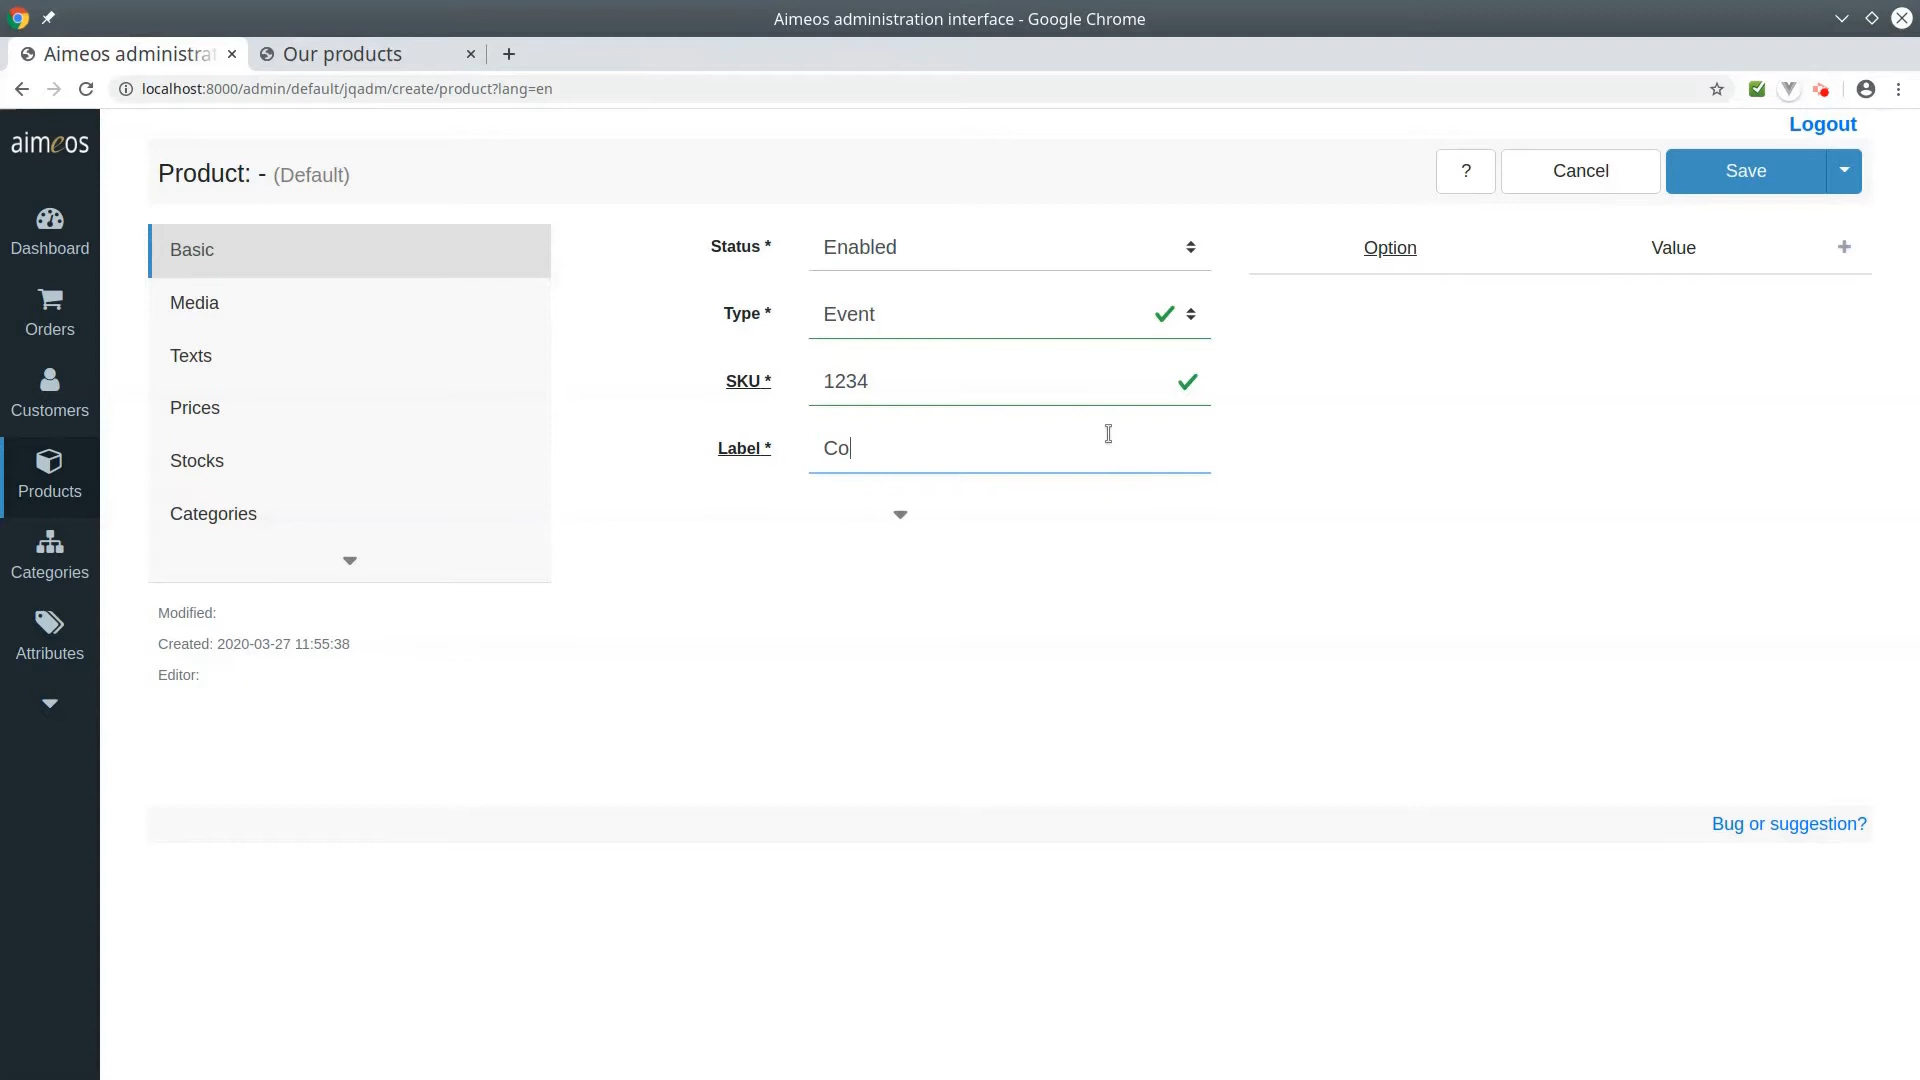 Aimeos administration interface - Google Chrome
Aimeos administra
Our products
localhost:8000/admin/default/jqadm/create/product?lang=en
aimeos
Logout
Product: - (Default)
?
Cancel
Save
Dashboard
Orders
Customers
Products
Categories
Attributes
Basic
Media
Texts
Prices
Stocks
Categories
Modified:
Created: 2020-03-27 11:55:38
Editor:
Status * Enabled
Type * Event
SKU * 1234
Label * Co
Option Value +
Bug or suggestion?